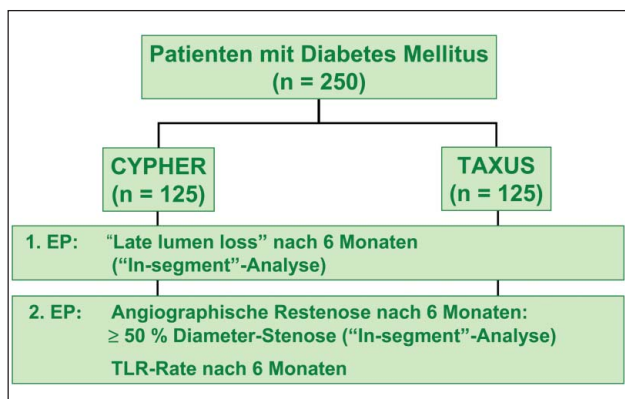 Patienten mit Diabetes Mellitus
(n = 250)
CYPHER
(n = 125)
TAXUS
(n = 125)
1. EP: “Late lumen loss” nach 6 Monaten
(“In-segment”-Analyse)
2. EP: Angiographische Restenose nach 6 Monaten:
≥ 50 % Diameter-Stenose (“In-segment”-Analyse)
TLR-Rate nach 6 Monaten